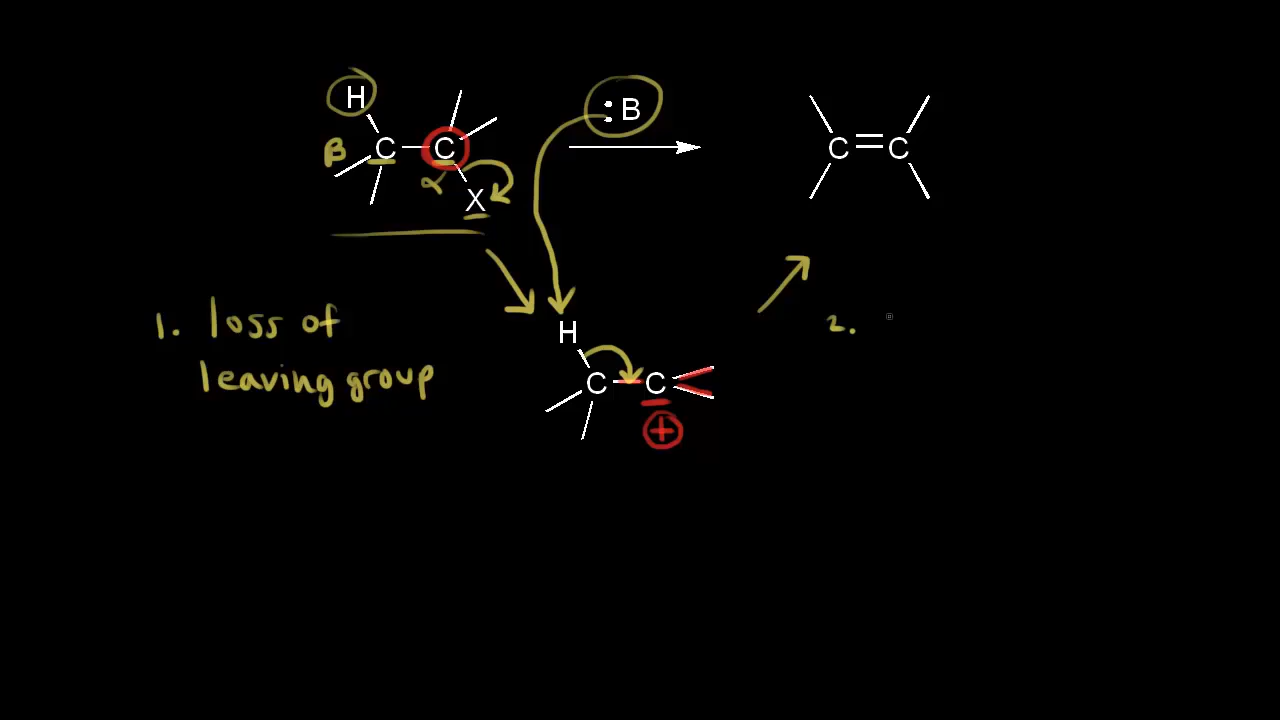 H
:B
β C C
C=C
α
X
1. loss of
leaving group
H
2.
C C
+